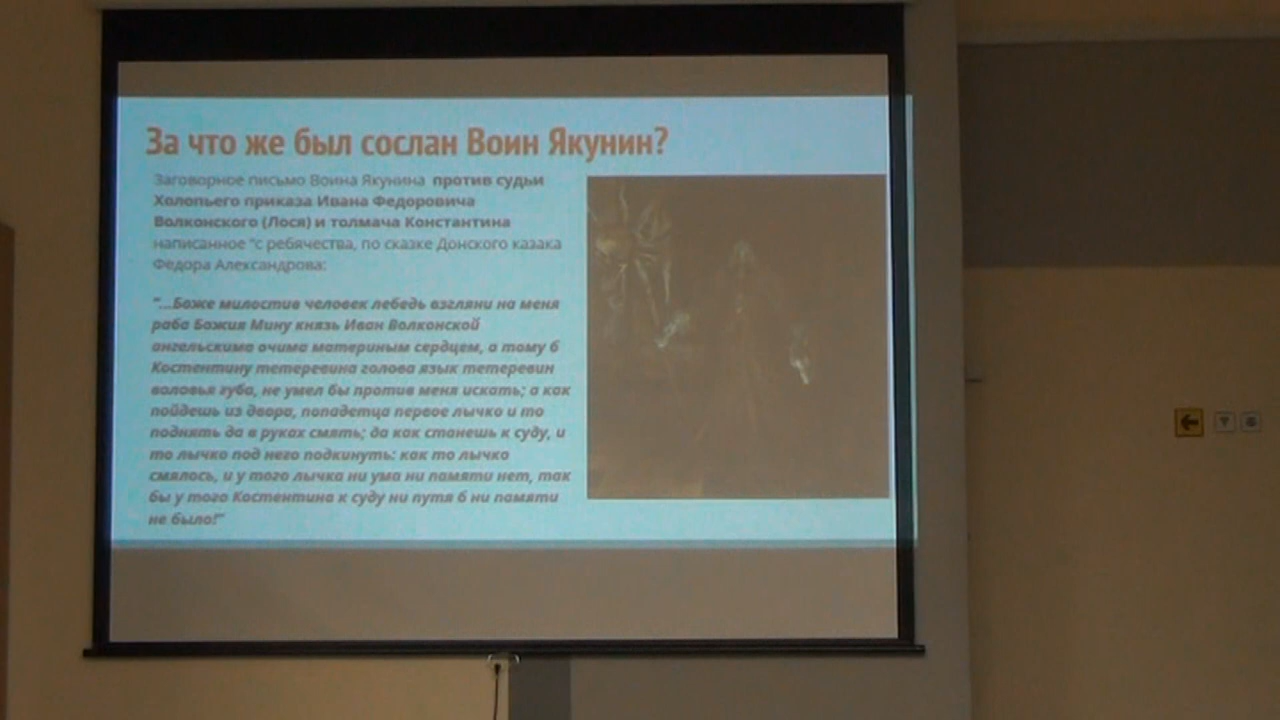 За что же был сослан Воин Якунин?
Заговорное письмо Воина Якунина против судьи
Холопьего приказа Ивана Федоровича
Волконского (Лося) и толмача Константина
написанное "с ребячества, по сказке Донского казака
Федора Александрова:
"...Боже милостив человек лебедь взгляни на меня
раба Божия Мину князь Иван Волконской
ангельскима очима материным сердцем, а тому б
Костентину тетеревина голова язык тетеревин
воловья губа, не умел бы против меня искать; а как
пойдешь из двора, попадетца первое лычко и то
поднять да в руках смять; да как станешь к суду, и
то лычко под него подкинуть: как то лычко
смялось, и у того лычка ни ума ни памяти нет, так
бы у того Костентина к суду ни путя б ни памяти
не было!"